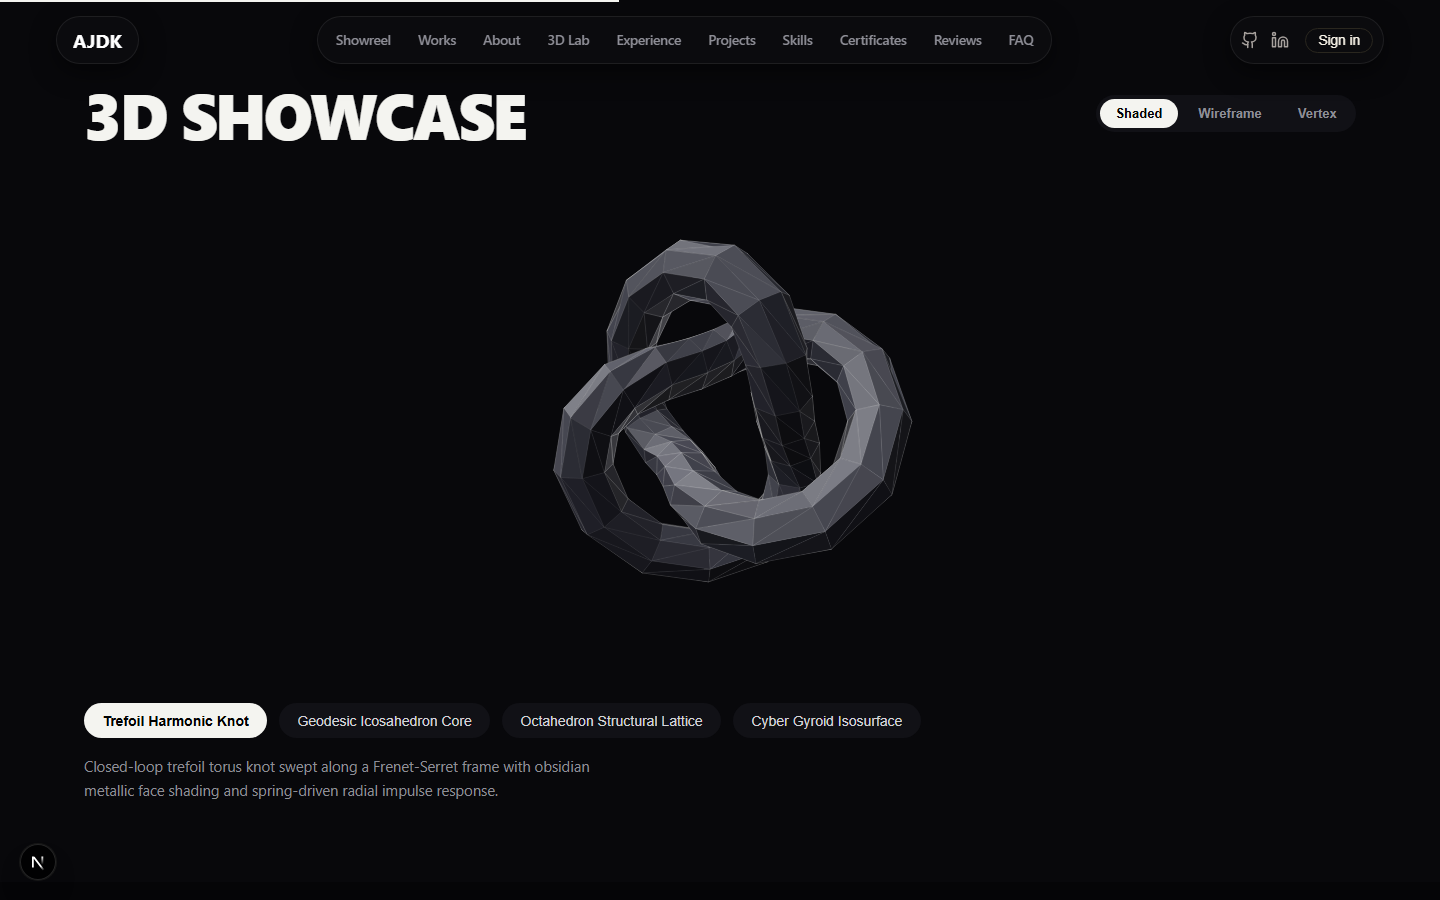 AJDK
Showreel Works About 3D Lab Experience Projects Skills Certificates Reviews FAQ
Sign in
3D SHOWCASE
Shaded Wireframe Vertex
Trefoil Harmonic Knot Geodesic Icosahedron Core Octahedron Structural Lattice Cyber Gyroid Isosurface
Closed-loop trefoil torus knot swept along a Frenet-Serret frame with obsidian
metallic face shading and spring-driven radial impulse response.
N